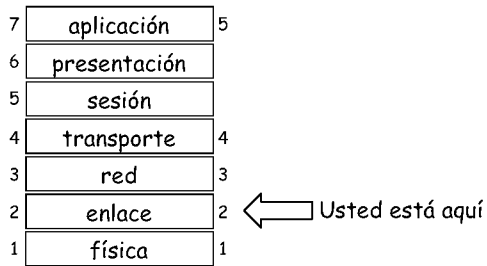 7 aplicación 5
6 presentación
5 sesión
4 transporte 4
3 red 3
2 enlace 2 Usted está aquí
1 física 1